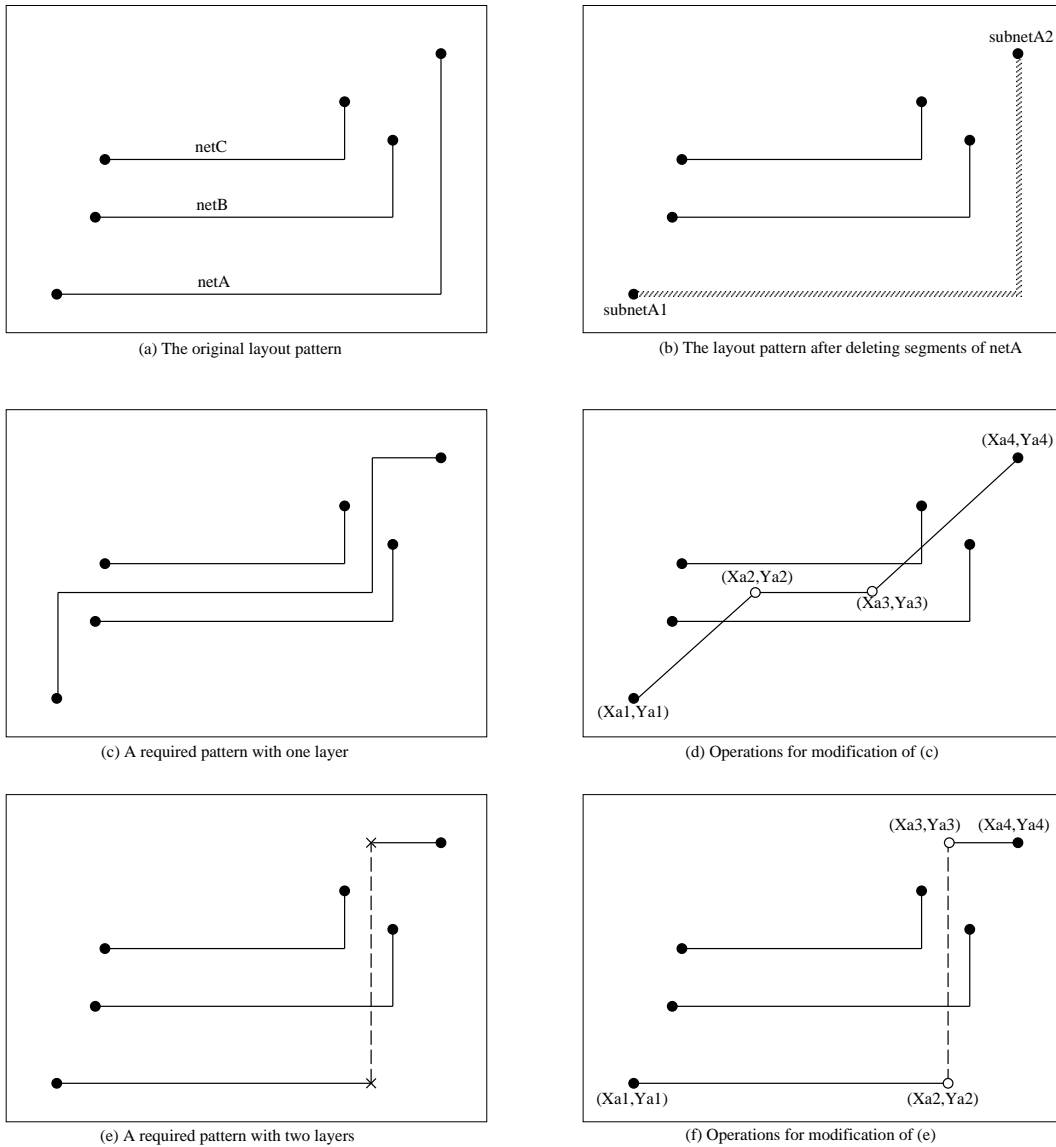 netC
netB
netA
(a) The original layout pattern
subnetA2
subnetA1
(b) The layout pattern after deleting segments of netA
(c) A required pattern with one layer
(Xa4,Ya4)
(Xa2,Ya2)
(Xa3,Ya3)
(Xa1,Ya1)
(d) Operations for modification of (c)
(e) A required pattern with two layers
(Xa3,Ya3) (Xa4,Ya4)
(Xa1,Ya1) (Xa2,Ya2)
(f) Operations for modification of (e)